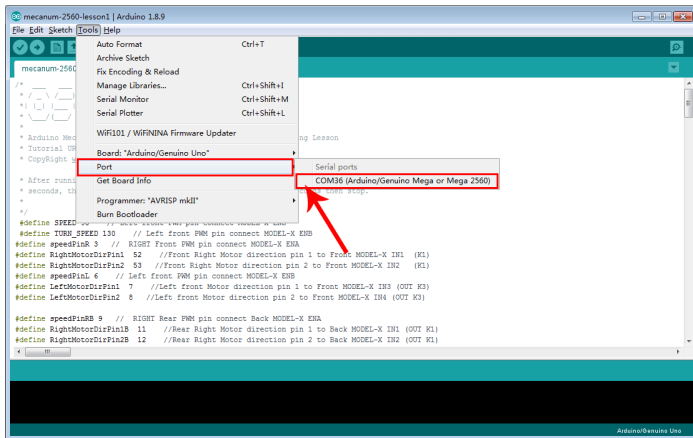 mecanum-2560-lesson1 | Arduino 1.8.9
File Edit Sketch Tools Help
mecanum-256
Auto Format Ctrl+T
Archive Sketch
Fix Encoding & Reload
Manage Libraries... Ctrl+Shift+I
Serial Monitor Ctrl+Shift+M
Serial Plotter Ctrl+Shift+L
WiFi101 / WiFiNINA Firmware Updater
Board: "Arduino/Genuino Uno"
Port
Serial ports
Get Board Info
COM36 (Arduino/Genuino Mega or Mega 2560)
Programmer: "AVRISP mkII"
Burn Bootloader
/*
* / _ \ /___)
*| |_| |___ |
* \___/(___/
*
* Arduino Mec ng Lesson
* Tutorial UR
* CopyRight w
* After runni
* seconds, th then stop.
*
*/
#define SPEED
#define TURN_SPEED 130 // Left front PWM pin connect MODEL-X ENB
#define speedPinR 3 // RIGHT Front PWM pin connect MODEL-X ENA
#define RightMotorDirPin1 52 //Front Right Motor direction pin 1 to Front MODEL-X IN1 (K1)
#define RightMotorDirPin2 53 //Front Right Motor direction pin 2 to Front MODEL-X IN2 (K1)
#define speedPinL 6 // Left front PWM pin connect MODEL-X ENB
#define LeftMotorDirPin1 7 //Left front Motor direction pin 1 to Front MODEL-X IN3 (OUT K3)
#define LeftMotorDirPin2 8 //Left front Motor direction pin 2 to Front MODEL-X IN4 (OUT K3)
#define speedPinRB 9 // RIGHT Rear PWM pin connect Back MODEL-X ENA
#define RightMotorDirPin1B 11 //Rear Right Motor direction pin 1 to Back MODEL-X IN1 (OUT K1)
#define RightMotorDirPin2B 12 //Rear Right Motor direction pin 2 to Back MODEL-X IN2 (OUT K1)
Arduino/Genuino Uno